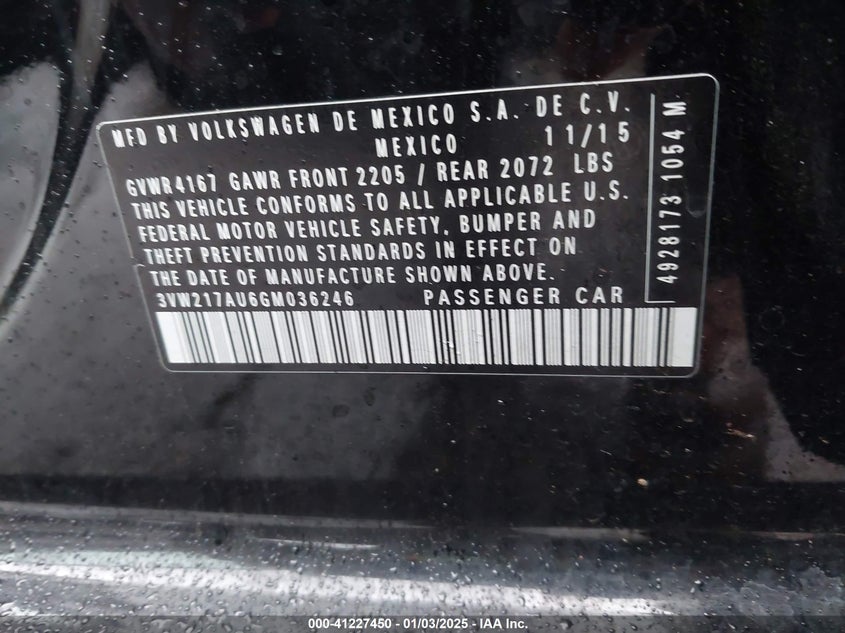 MFD BY VOLKSWAGEN DE MEXICO S.A. DE C.V.
MEXICO 11/15
GVWR 4167 GAWR FRONT 2205 / REAR 2072 LBS
THIS VEHICLE CONFORMS TO ALL APPLICABLE U.S.
FEDERAL MOTOR VEHICLE SAFETY, BUMPER AND
THEFT PREVENTION STANDARDS IN EFFECT ON
THE DATE OF MANUFACTURE SHOWN ABOVE.
3VW217AU6GM036246 PASSENGER CAR
4928173 1054 M
000-41227450 - 01/03/2025 - IAA Inc.